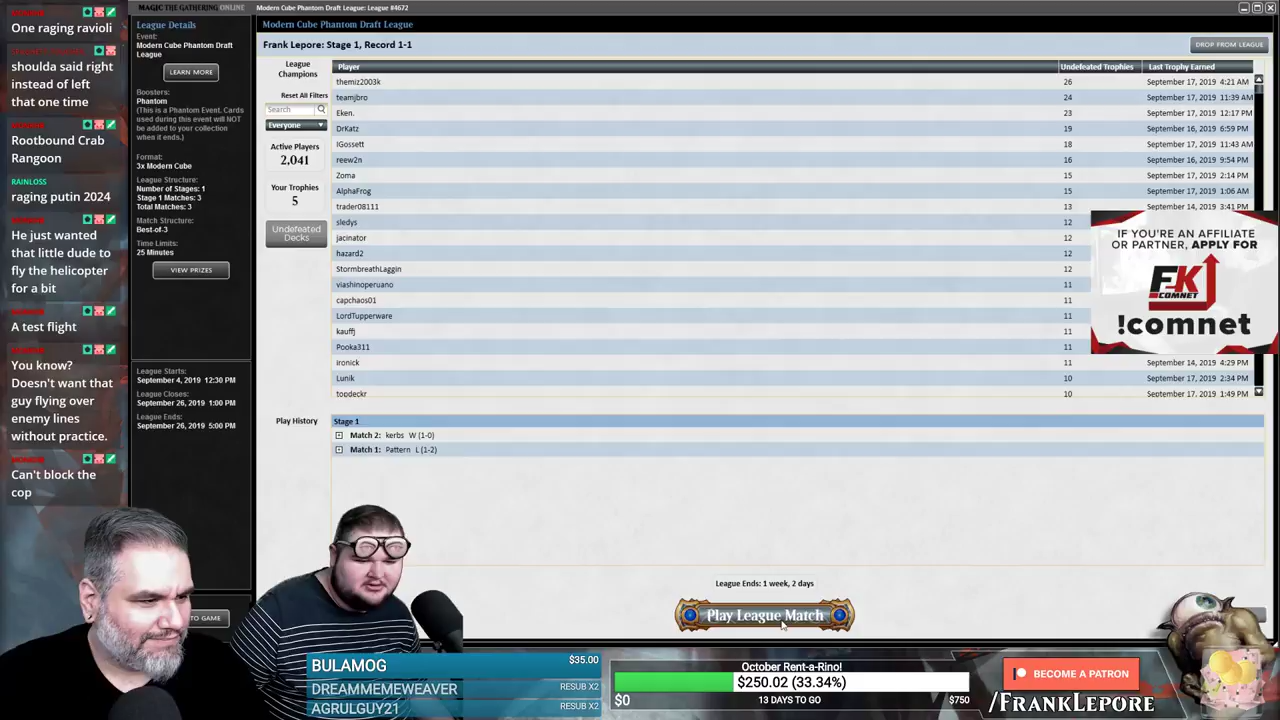 MAGIC THE GATHERING ONLINE
Modern Cube Phantom Draft League: League #4672
League Details
Event:
Modern Cube Phantom Draft
League
LEARN MORE
Boosters:
Phantom
(This is a Phantom Event. Cards
used during this event will NOT
be added to your collection
when it ends.)
Format:
3x Modern Cube
League Structure:
Number of Stages: 1
Stage 1 Matches: 3
Total Matches: 3
Match Structure:
Best-of-3
Time Limits:
25 Minutes
VIEW PRIZES
League Starts:
September 4, 2019 12:30 PM
League Closes:
September 26, 2019 1:00 PM
League Ends:
September 26, 2019 5:00 PM
TO GAME
One raging ravioli
shoulda said right
instead of left
that one time
Rootbound Crab
Rangoon
RAINLOSS
raging putin 2024
He just wanted
that little dude to
fly the helicopter
for a bit
A test flight
You know?
Doesn't want that
guy flying over
enemy lines
without practice.
Can't block the
cop
Modern Cube Phantom Draft League
Frank Lepore: Stage 1, Record 1-1
DROP FROM LEAGUE
League
Champions
Reset All Filters
Search
Everyone
Active Players
2,041
Your Trophies
5
Undefeated
Decks
Player Undefeated Trophies Last Trophy Earned
themiz2003k 26 September 17, 2019 4:21 AM
teamjbro 24 September 17, 2019 11:39 AM
Eken. 23 September 17, 2019 12:17 PM
DrKatz 19 September 16, 2019 6:59 PM
IGossett 18 September 17, 2019 11:43 AM
reew2n 16 September 16, 2019 9:54 PM
Zoma 15 September 17, 2019 2:14 PM
AlphaFrog 15 September 17, 2019 1:06 AM
trader08111 13 September 14, 2019 3:41 PM
sledys 12
jacinator 12
hazard2 12
StormbreathLaggin 12
viashinoperuano 11
capchaos01 11
LordTupperware 11
kauffj 11
Pooka311 11
ironick 11 September 14, 2019 4:29 PM
Lunik 10 September 17, 2019 2:34 PM
topdeckr 10 September 17, 2019 1:49 PM
IF YOU'RE AN AFFILIATE
OR PARTNER, APPLY FOR
COMNET
!comnet
Play History
Stage 1
Match 2: kerbs W (1-0)
Match 1: Pattern L (1-2)
League Ends: 1 week, 2 days
Play League Match
BULAMOG $35.00
DREAMMEMEWEAVER RESUB X2
AGRULGUY21 RESUB X2
October Rent-a-Rino!
$250.02 (33.34%)
$0 13 DAYS TO GO $750
BECOME A PATRON
/FRANKLEPORE